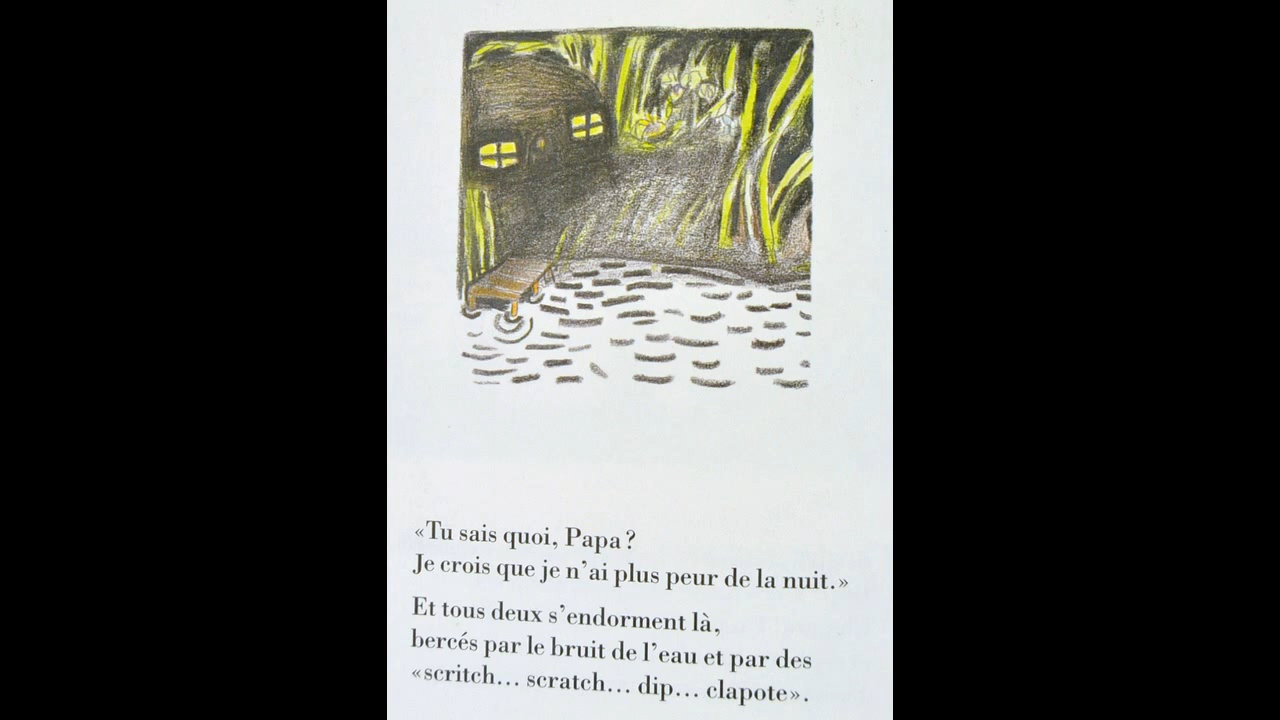 «Tu sais quoi, Papa?
Je crois que je n’ai plus peur de la nuit.»
Et tous deux s’endorment là,
bercés par le bruit de l’eau et par des
«scritch... scratch... dip... clapote».